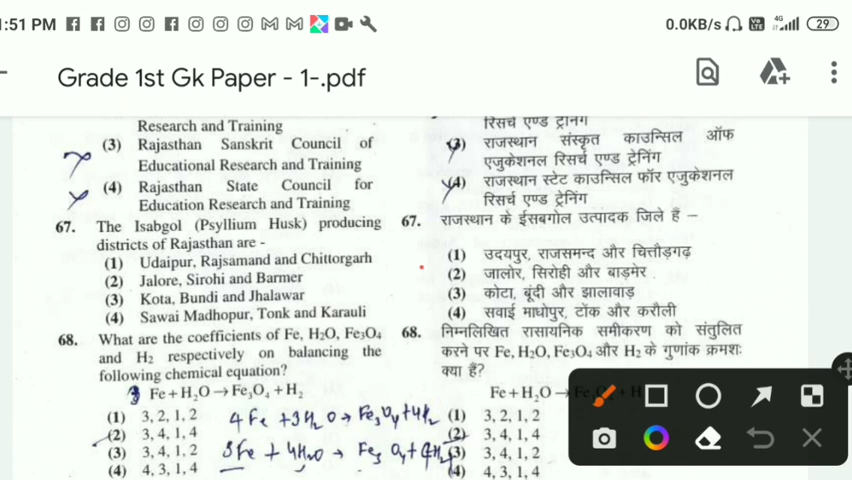 1:51 PM
0.0KB/s
4G
29
Grade 1st Gk Paper - 1-.pdf
Research and Training
(3) Rajasthan Sanskrit Council of
Educational Research and Training
(4) Rajasthan State Council for
Education Research and Training
67. The Isabgol (Psyllium Husk) producing
districts of Rajasthan are -
(1) Udaipur, Rajsamand and Chittorgarh
(2) Jalore, Sirohi and Barmer
(3) Kota, Bundi and Jhalawar
(4) Sawai Madhopur, Tonk and Karauli
68. What are the coefficients of Fe, H₂O, Fe₃O₄
and H₂ respectively on balancing the
following chemical equation?
Fe + H₂O → Fe₃O₄ + H₂
(1) 3, 2, 1, 2
(2) 3, 4, 1, 4
(3) 3, 4, 1, 2
(4) 4, 3, 1, 4
4Fe + 3H₂O → Fe₃O₄ + 4H₂
3Fe + 4H₂O → Fe₃O₄ + 4H₂
रिसर्च एण्ड ट्रेनिंग
(3) राजस्थान संस्कृत काउन्सिल ऑफ
एजुकेशनल रिसर्च एण्ड ट्रेनिंग
(4) राजस्थान स्टेट काउन्सिल फॉर एजुकेशनल
रिसर्च एण्ड ट्रेनिंग
67. राजस्थान के ईसबगोल उत्पादक जिले हैं –
(1) उदयपुर, राजसमन्द और चित्तौड़गढ़
(2) जालोर, सिरोही और बाड़मेर
(3) कोटा, बूंदी और झालावाड़
(4) सवाई माधोपुर, टोंक और करौली
68. निम्नलिखित रासायनिक समीकरण को संतुलित
करने पर Fe, H₂O, Fe₃O₄ और H₂ के गुणांक क्रमशः
क्या हैं?
Fe + H₂O →
(1) 3, 2, 1, 2
(2) 3, 4, 1, 4
(3) 3, 4, 1, 2
(4) 4, 3, 1, 4